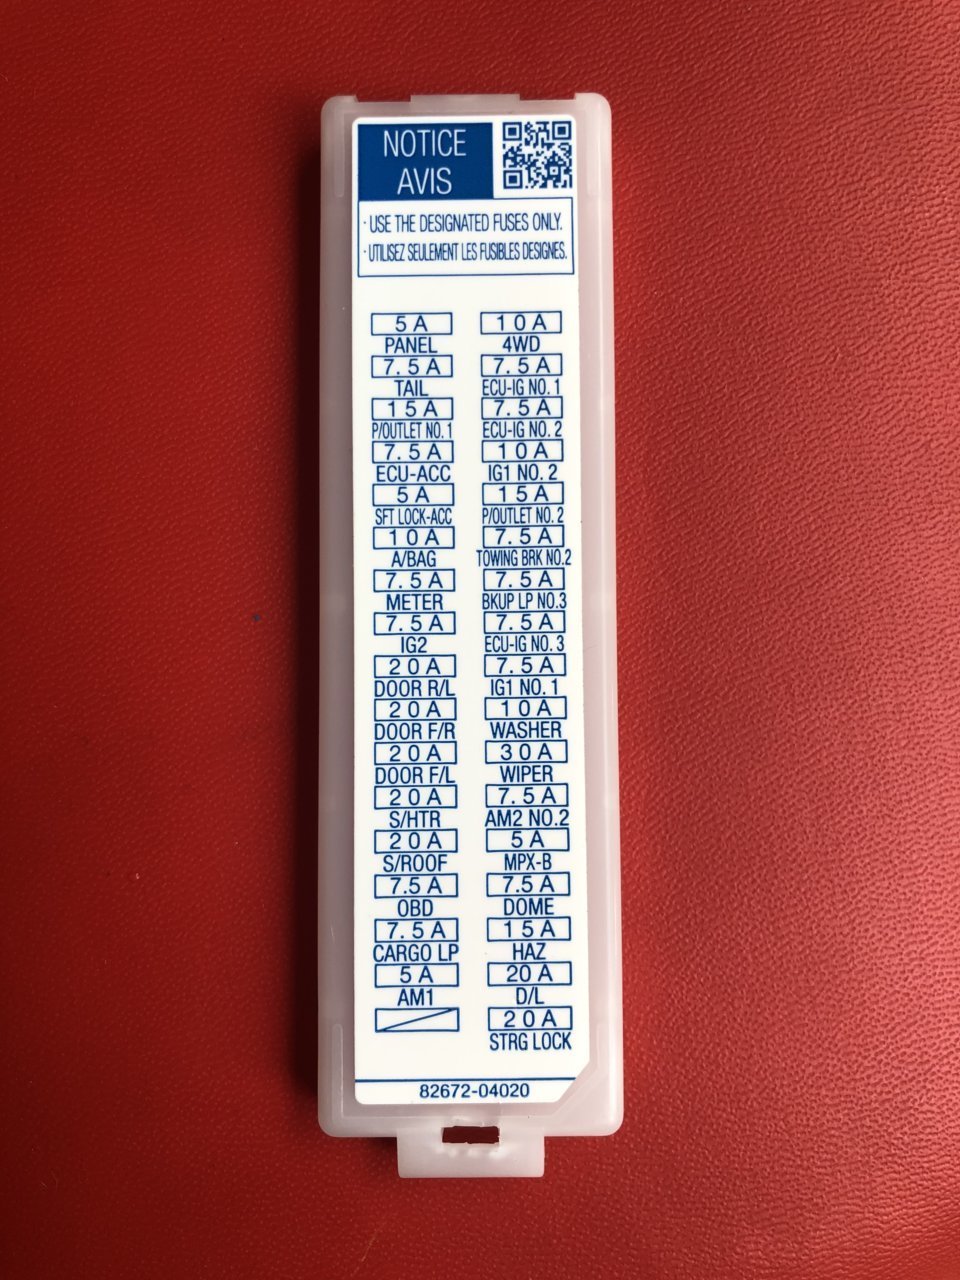 NOTICE
AVIS
· USE THE DESIGNATED FUSES ONLY.
· UTILISEZ SEULEMENT LES FUSIBLES DESIGNES.
5 A
PANEL
7.5 A
TAIL
15 A
P/OUTLET NO.1
7.5 A
ECU-ACC
5 A
SFT LOCK-ACC
10 A
A/BAG
7.5 A
METER
7.5 A
IG2
20 A
DOOR R/L
20 A
DOOR F/R
20 A
DOOR F/L
20 A
S/HTR
20 A
S/ROOF
7.5 A
OBD
7.5 A
CARGO LP
5 A
AM1
10 A
4WD
7.5 A
ECU-IG NO.1
7.5 A
ECU-IG NO.2
10 A
IG1 NO.2
15 A
P/OUTLET NO.2
7.5 A
TOWING BRK NO.2
7.5 A
BKUP LP NO.3
7.5 A
ECU-IG NO.3
7.5 A
IG1 NO.1
10 A
WASHER
30 A
WIPER
7.5 A
AM2 NO.2
5 A
MPX-B
7.5 A
DOME
15 A
HAZ
20 A
D/L
20 A
STRG LOCK
82672-04020